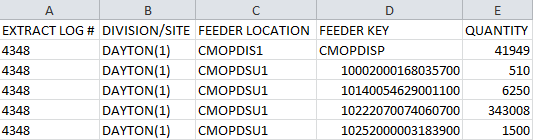 A B C D E
EXTRACT LOG # DIVISION/SITE FEEDER LOCATION FEEDER KEY QUANTITY
4348 DAYTON(1) CMOPDIS1 CMOPDISP 41949
4348 DAYTON(1) CMOPDSU1 10002000168035700 510
4348 DAYTON(1) CMOPDSU1 10140054629001100 6250
4348 DAYTON(1) CMOPDSU1 10222070074060700 343008
4348 DAYTON(1) CMOPDSU1 10252000003183900 1500